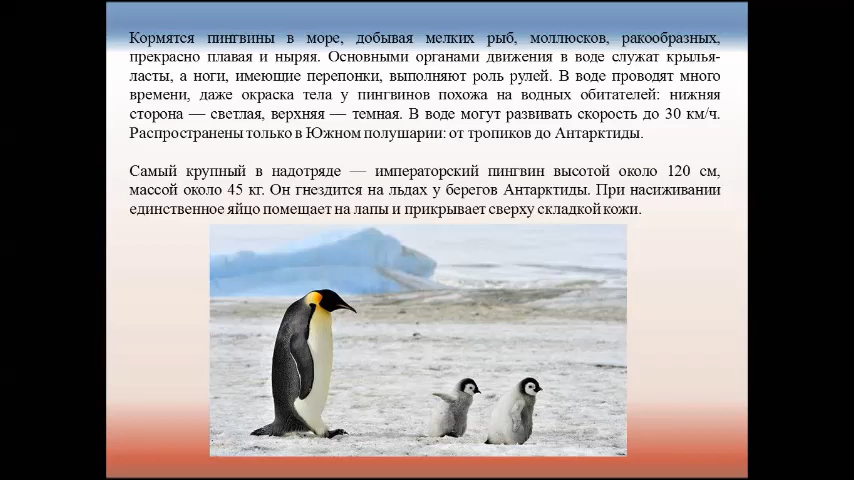 Кормятся пингвины в море, добывая мелких рыб, моллюсков, ракообразных,
прекрасно плавая и ныряя. Основными органами движения в воде служат крылья-
ласты, а ноги, имеющие перепонки, выполняют роль рулей. В воде проводят много
времени, даже окраска тела у пингвинов похожа на водных обитателей: нижняя
сторона — светлая, верхняя — темная. В воде могут развивать скорость до 30 км/ч.
Распространены только в Южном полушарии: от тропиков до Антарктиды.
Самый крупный в надотряде — императорский пингвин высотой около 120 см,
массой около 45 кг. Он гнездится на льдах у берегов Антарктиды. При насиживании
единственное яйцо помещает на лапы и прикрывает сверху складкой кожи.